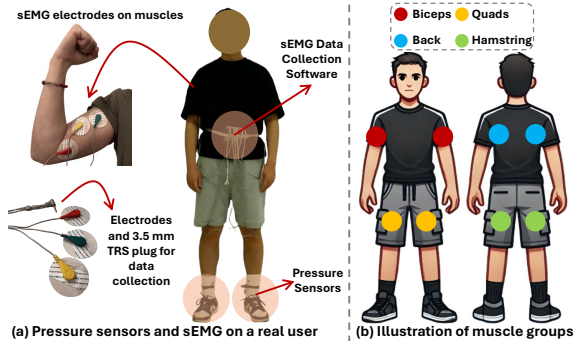 sEMG electrodes on muscles
sEMG Data
Collection
Software
Electrodes
and 3.5 mm
TRS plug for
data
collection
Pressure
Sensors
(a) Pressure sensors and sEMG on a real user
Biceps
Quads
Back
Hamstring
(b) Illustration of muscle groups